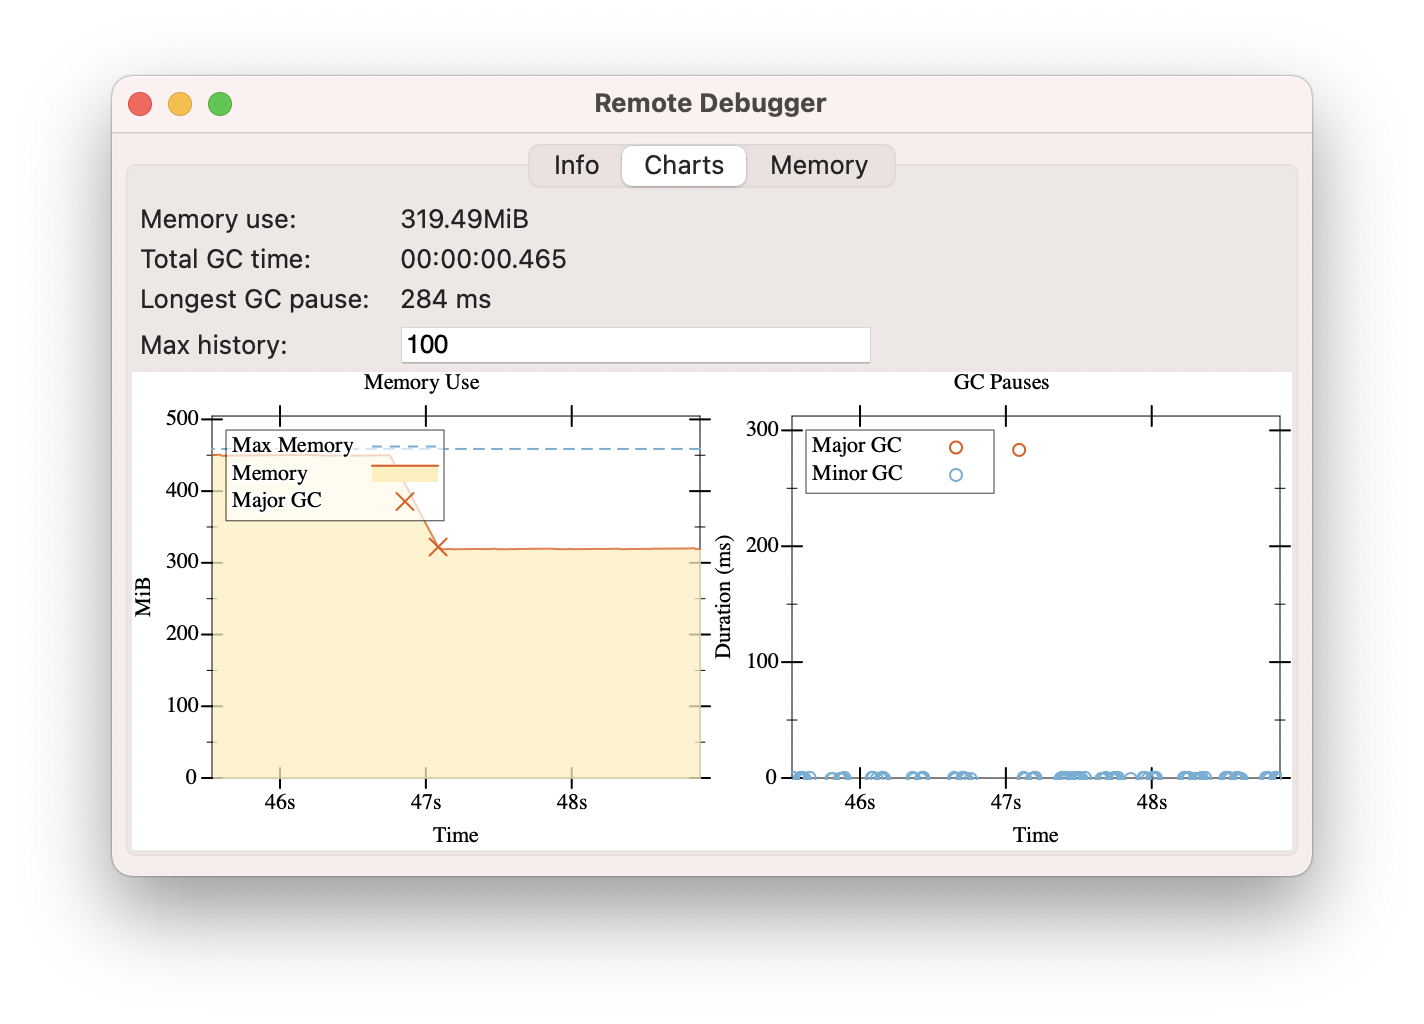 Remote Debugger
Info Charts Memory
Memory use: 319.49MiB
Total GC time: 00:00:00.465
Longest GC pause: 284 ms
Max history: 100
Memory Use
500
400
300
200
100
0
MiB
Max Memory
Memory
Major GC
46s 47s 48s
Time
GC Pauses
300
200
100
0
Duration (ms)
Major GC
Minor GC
46s 47s 48s
Time